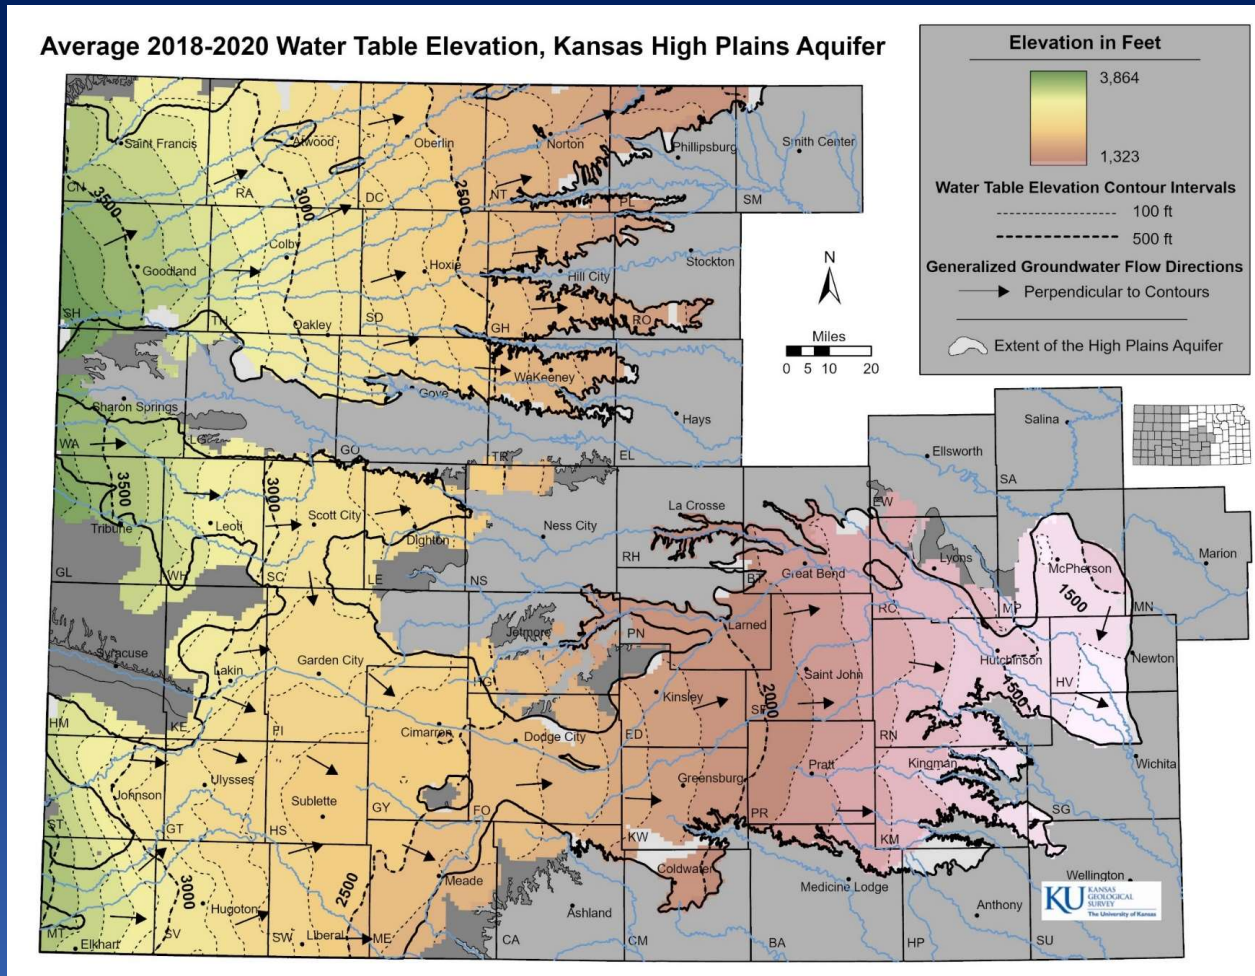 Average 2018-2020 Water Table Elevation, Kansas High Plains Aquifer
Elevation in Feet
3,864
1,323
Water Table Elevation Contour Intervals
100 ft
500 ft
Generalized Groundwater Flow Directions
Perpendicular to Contours
Extent of the High Plains Aquifer
N
Miles
0 5 10 20
Saint Francis
Atwood
Oberlin
Norton
Phillipsburg
Smith Center
CN
RA
DC
NT
PL
SM
3500
3000
2500
Goodland
Colby
Hoxie
Hill City
Stockton
SH
TH
SD
GH
RO
Oakley
Sharon Springs
Gove
WaKeeney
Hays
WA
LG
GO
TR
EL
Ellsworth
Salina
SA
EW
3500
3000
Tribune
Leoti
Scott City
Dighton
Ness City
La Crosse
GL
WH
SC
LE
NS
RH
BT
Great Bend
Lyons
McPherson
Marion
1500
RC
MP
MN
Syracuse
Lakin
Garden City
Jetmore
PN
Larned
Hutchinson
Newton
HM
KE
FI
HG
Kinsley
Saint John
1500
HV
Cimarron
Dodge City
ED
SF
2000
RN
Johnson
Ulysses
Sublette
Greensburg
Pratt
Kingman
Wichita
ST
GT
HS
GY
FO
KW
PR
KM
SG
3000
2500
Meade
Coldwater
Medicine Lodge
Wellington
Hugoton
Liberal
Ashland
Anthony
Elkhart
MT
SV
SW
ME
CA
CM
BA
HP
SU
KU KANSAS
GEOLOGICAL
SURVEY
The University of Kansas